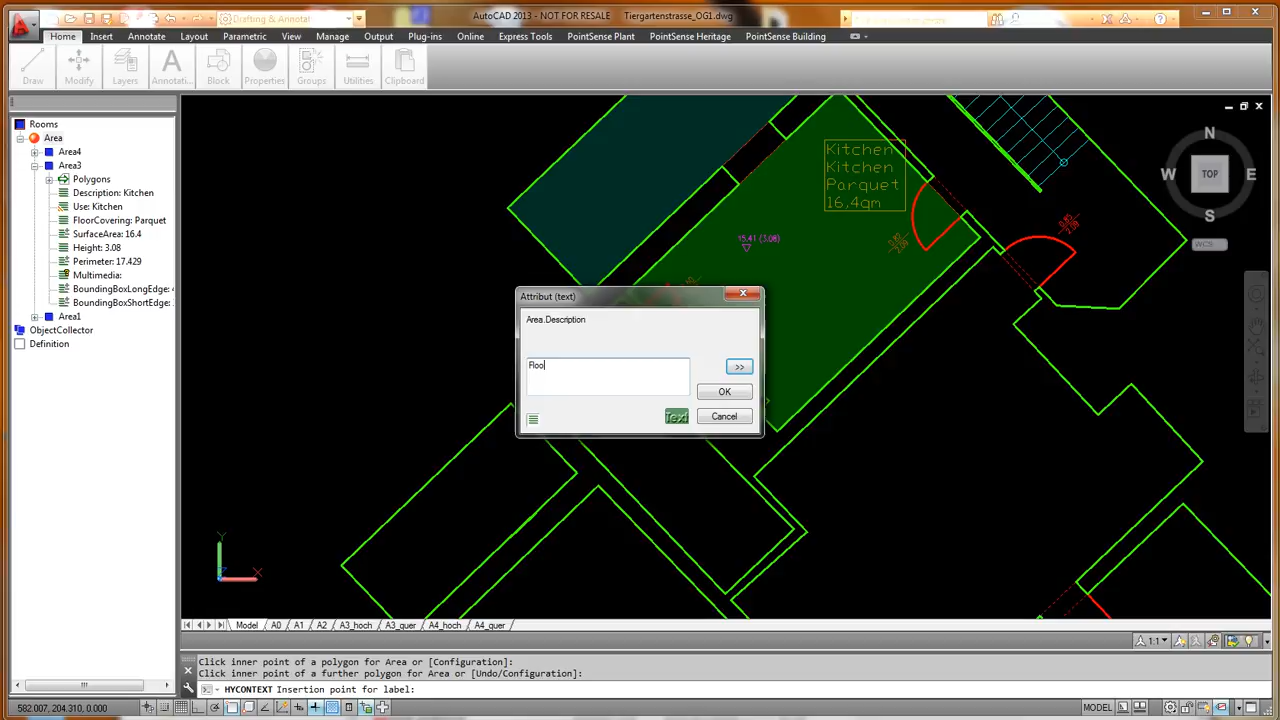 Drafting & Annotat
AutoCAD 2013 - NOT FOR RESALE Tiergartenstrasse_OG1.dwg
Home Insert Annotate Layout Parametric View Manage Output Plug-ins Online Express Tools PointSense Plant PointSense Heritage PointSense Building
Draw Modify Layers Annotati... Block Properties Groups Utilities Clipboard
Rooms
Area
Area4
Area3
Polygons
Description: Kitchen
Use: Kitchen
FloorCovering: Parquet
SurfaceArea: 16.4
Height: 3.08
Perimeter: 17.429
Multimedia:
BoundingBoxLongEdge: 4
BoundingBoxShortEdge:
Area1
ObjectCollector
Definition
Kitchen
Kitchen
Parquet
16.4qm
15.41 (3.08)
N
W TOP E
S
WCS
Attribut (text)
Area.Description
Floo
>>
OK
Text
Cancel
Y
X
Model A0 A1 A2 A3_hoch A3_quer A4_hoch A4_quer
1:1
Click inner point of a polygon for Area or [Configuration]:
Click inner point of a further polygon for Area or [Undo/Configuration]:
HYCONTEXT Insertion point for label:
582.007, 204.310, 0.000
MODEL